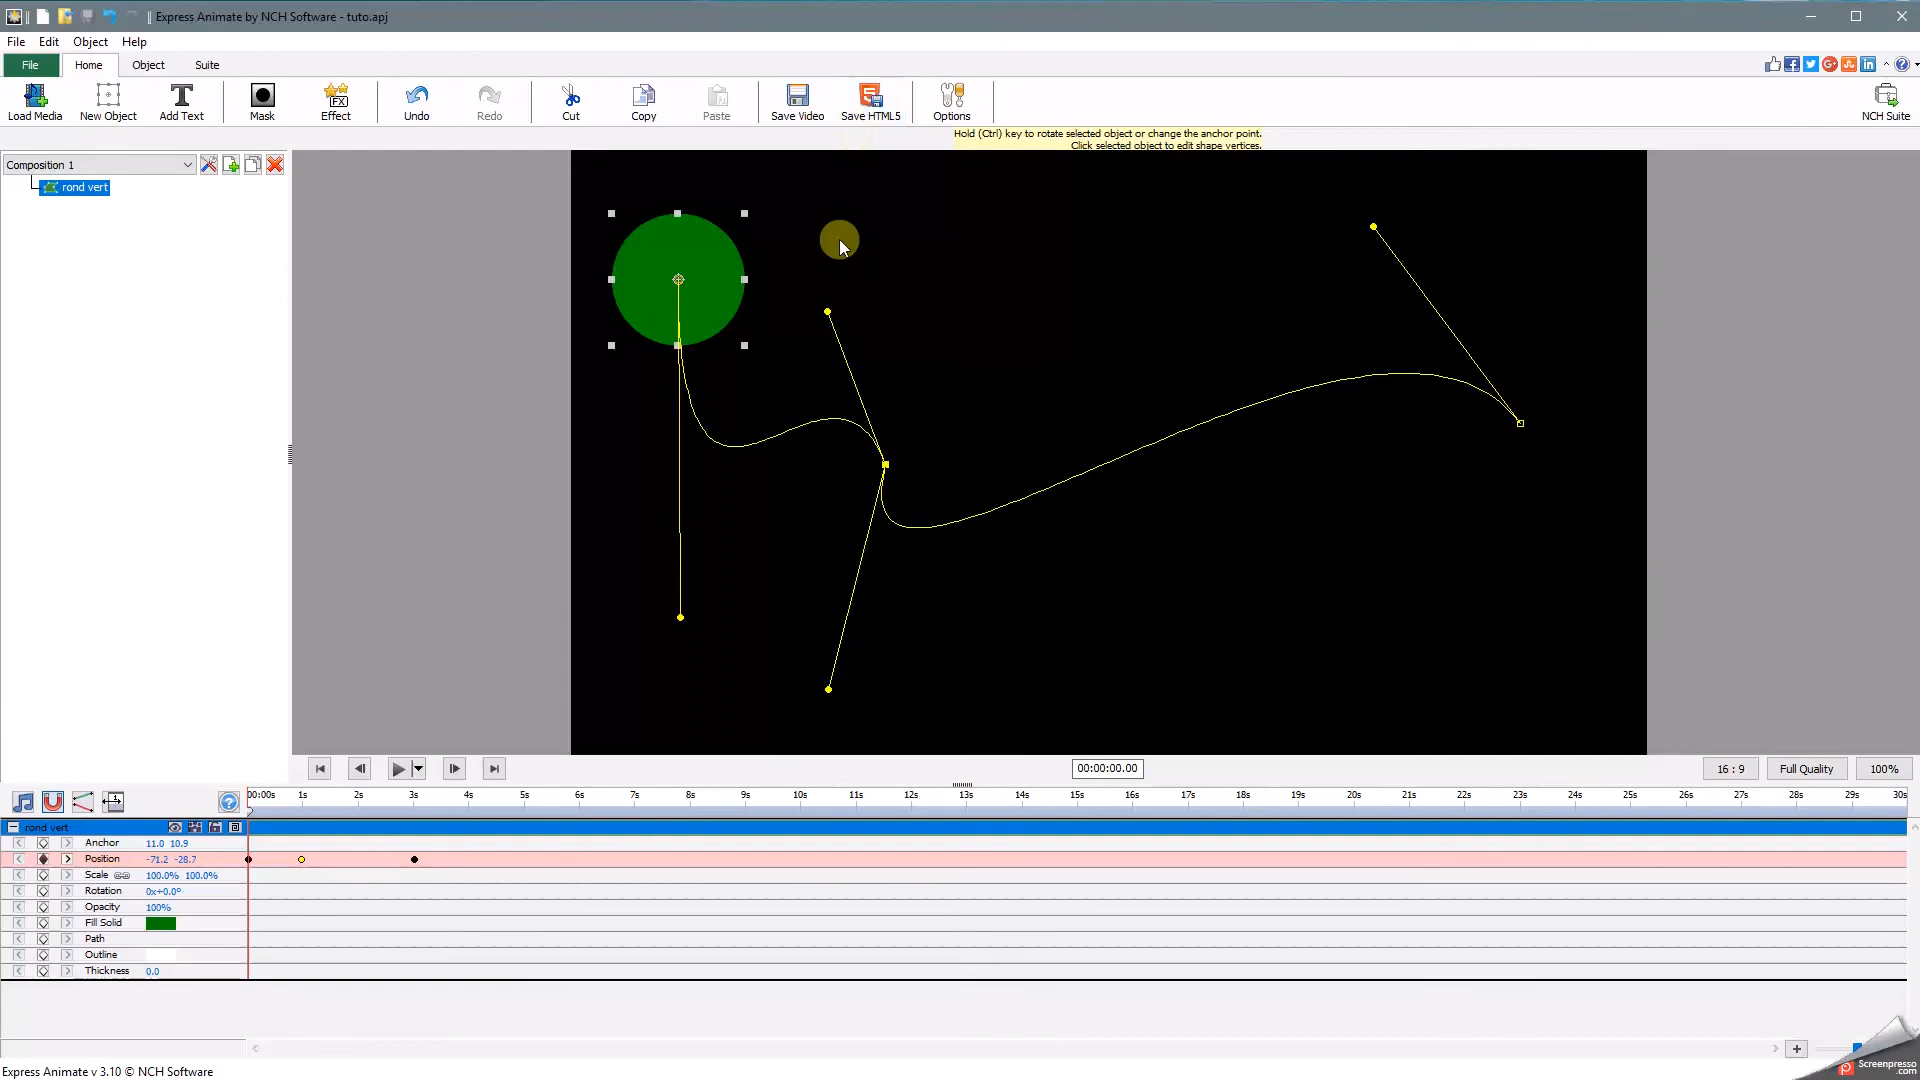 Express Animate by NCH Software - tuto.apj
File Edit Object Help
File Home Object Suite
Load Media New Object Add Text Mask Effect Undo Redo Cut Copy Paste Save Video Save HTML5 Options NCH Suite
FX
Hold (Ctrl) key to rotate selected object or change the anchor point.
Click selected object to edit shape vertices.
Composition 1
rond vert
00:00:00.00
16 : 9 Full Quality 100%
00:00s 1s 2s 3s 4s 5s 6s 7s 8s 9s 10s 11s 12s 13s 14s 15s 16s 17s 18s 19s 20s 21s 22s 23s 24s 25s 26s 27s 28s 29s 30s
rond vert
Anchor 11.0 10.9
Position -71.2 -28.7
Scale 100.0% 100.0%
Rotation 0x+0.0°
Opacity 100%
Fill Solid
Path
Outline
Thickness 0.0
Express Animate v 3.10 © NCH Software
Screenpresso
.com